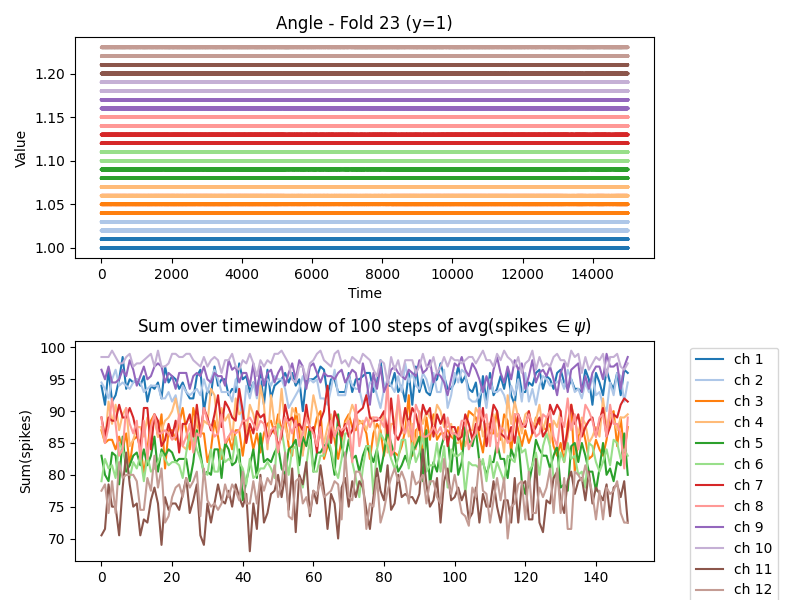 Angle - Fold 23 (y=1)
Value
1.20
1.15
1.10
1.05
1.00
0 2000 4000 6000 8000 10000 12000 14000
Time
Sum over timewindow of 100 steps of avg(spikes ∈ ψ)
Sum(spikes)
100
95
90
85
80
75
70
0 20 40 60 80 100 120 140
ch 1
ch 2
ch 3
ch 4
ch 5
ch 6
ch 7
ch 8
ch 9
ch 10
ch 11
ch 12